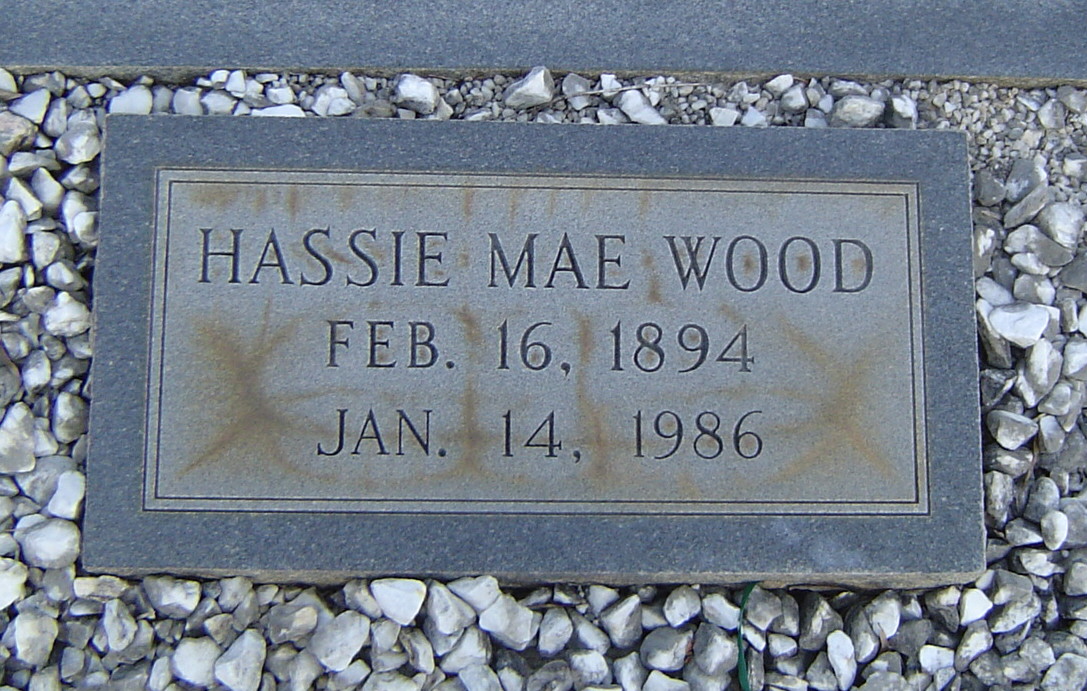 HASSIE MAE WOOD
FEB. 16, 1894
JAN. 14, 1986